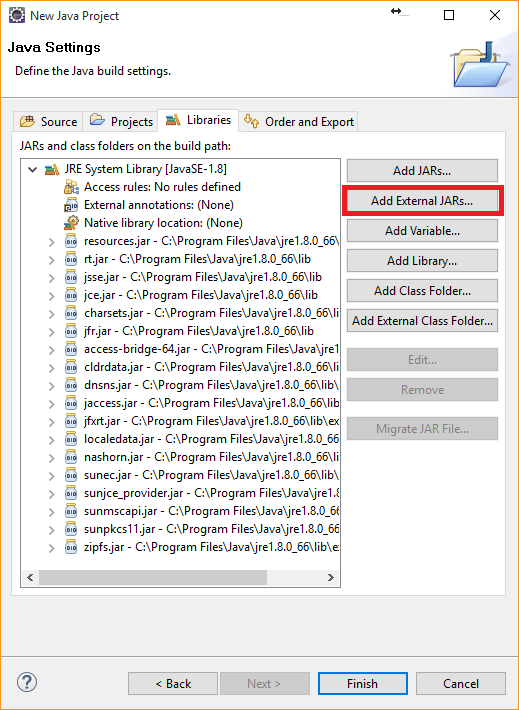 New Java Project
Java Settings
Define the Java build settings.
Source Projects Libraries Order and Export
JARs and class folders on the build path:
JRE System Library [JavaSE-1.8]
Access rules: No rules defined
External annotations: (None)
Native library location: (None)
resources.jar - C:\Program Files\Java\jre1.8.0_66\
rt.jar - C:\Program Files\Java\jre1.8.0_66\lib
jsse.jar - C:\Program Files\Java\jre1.8.0_66\lib
jce.jar - C:\Program Files\Java\jre1.8.0_66\lib
charsets.jar - C:\Program Files\Java\jre1.8.0_66\
jfr.jar - C:\Program Files\Java\jre1.8.0_66\lib
access-bridge-64.jar - C:\Program Files\Java\jre1
cldrdata.jar - C:\Program Files\Java\jre1.8.0_66\
dnsns.jar - C:\Program Files\Java\jre1.8.0_66\lib\
jaccess.jar - C:\Program Files\Java\jre1.8.0_66\li
jfxrt.jar - C:\Program Files\Java\jre1.8.0_66\lib\ex
localedata.jar - C:\Program Files\Java\jre1.8.0_6
nashorn.jar - C:\Program Files\Java\jre1.8.0_66\l
sunec.jar - C:\Program Files\Java\jre1.8.0_66\lib\
sunjce_provider.jar - C:\Program Files\Java\jre1.8
sunmscapi.jar - C:\Program Files\Java\jre1.8.0_66
sunpkcs11.jar - C:\Program Files\Java\jre1.8.0_66
zipfs.jar - C:\Program Files\Java\jre1.8.0_66\lib\ex
Add JARs...
Add External JARs...
Add Variable...
Add Library...
Add Class Folder...
Add External Class Folder...
Edit...
Remove
Migrate JAR File...
? < Back Next > Finish Cancel